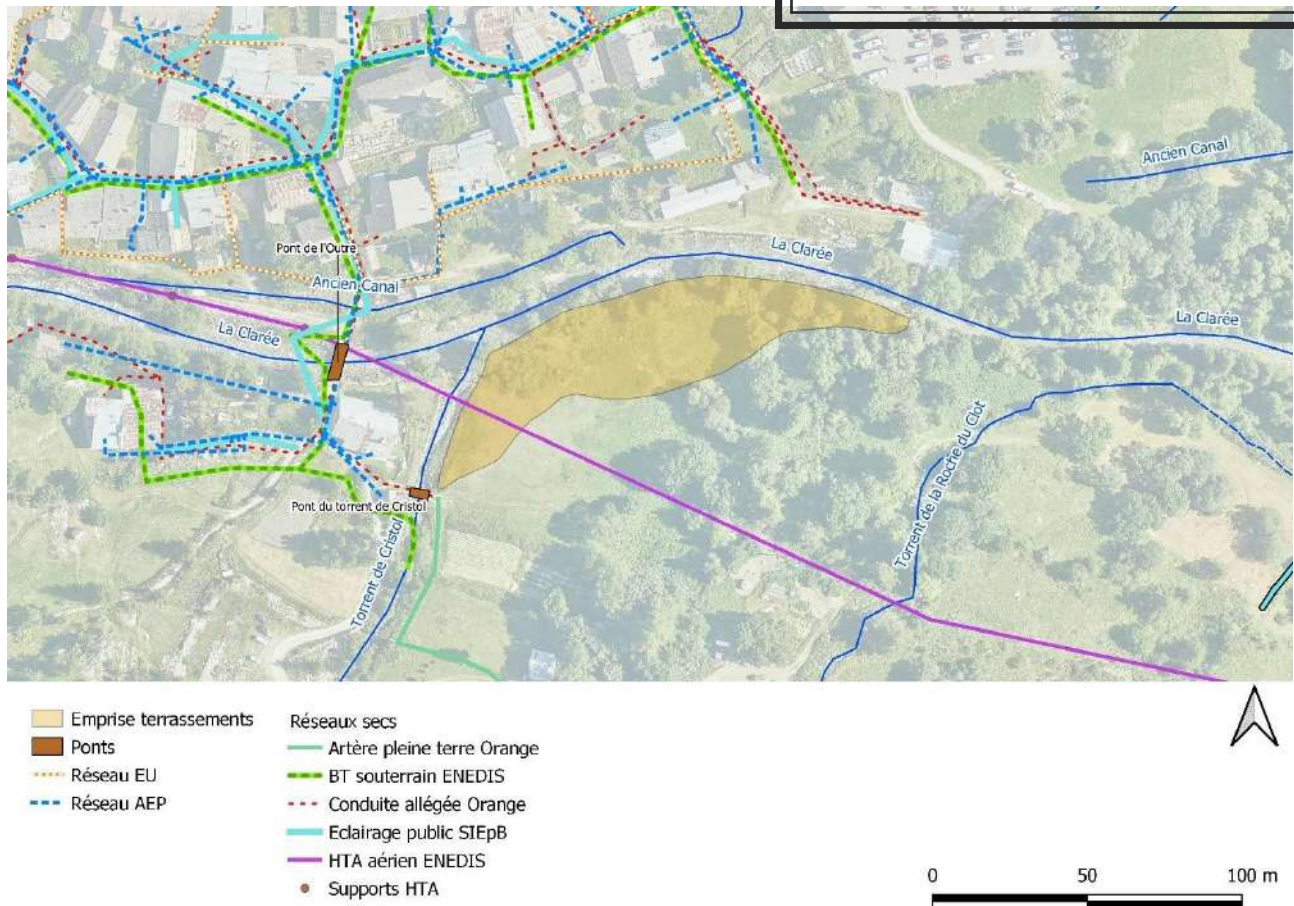 Ancien Canal
Pont de l'Outre
La Clarée
Ancien Canal
La Clarée
La Clarée
Torrent de la Roche du Clot
Pont du torrent de Cristol
Torrent de Cristol
Emprise terrassements
Ponts
Réseau EU
Réseau AEP
Réseaux secs
Artère pleine terre Orange
BT souterrain ENEDIS
Conduite allégée Orange
Eclairage public SIEpB
HTA aérien ENEDIS
Supports HTA
0 50 100 m